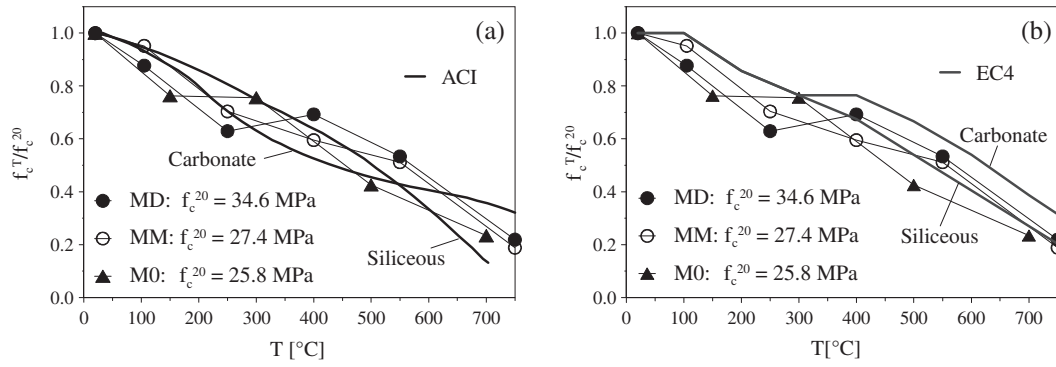 (a)
ACI
1.0
0.8
0.6
0.4
0.2
0.0
f_c^T/f_c^20
Carbonate
Siliceous
MD: f_c^20 = 34.6 MPa
MM: f_c^20 = 27.4 MPa
M0: f_c^20 = 25.8 MPa
0 100 200 300 400 500 600 700
T [°C]
(b)
EC4
1.0
0.8
0.6
0.4
0.2
0.0
f_c^T/f_c^20
Carbonate
Siliceous
MD: f_c^20 = 34.6 MPa
MM: f_c^20 = 27.4 MPa
M0: f_c^20 = 25.8 MPa
0 100 200 300 400 500 600 700
T[°C]